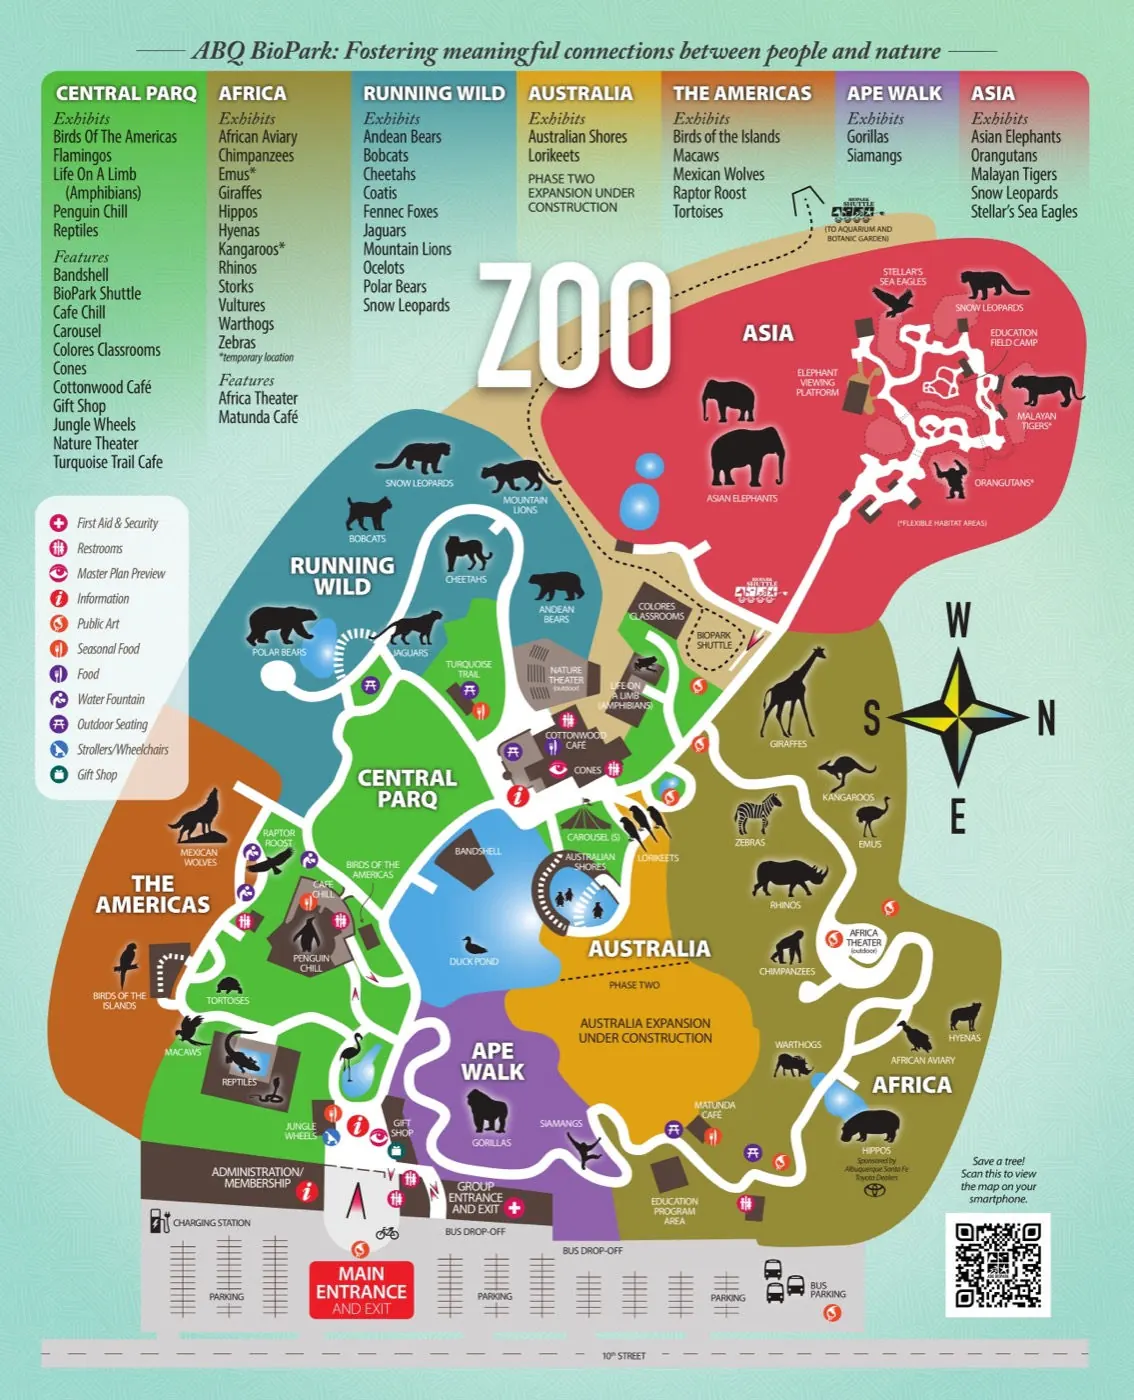 ABQ BioPark: Fostering meaningful connections between people and nature
CENTRAL PARQ
Exhibits
Birds Of The Americas
Flamingos
Life On A Limb
(Amphibians)
Penguin Chill
Reptiles
Features
Bandshell
BioPark Shuttle
Cafe Chill
Carousel
Colores Classrooms
Cones
Cottonwood Café
Gift Shop
Jungle Wheels
Nature Theater
Turquoise Trail Cafe
AFRICA
Exhibits
African Aviary
Chimpanzees
Emus*
Giraffes
Hippos
Hyenas
Kangaroos*
Rhinos
Storks
Vultures
Warthogs
Zebras
*temporary location
Features
Africa Theater
Matunda Café
RUNNING WILD
Exhibits
Andean Bears
Bobcats
Cheetahs
Coatis
Fennec Foxes
Jaguars
Mountain Lions
Ocelots
Polar Bears
Snow Leopards
AUSTRALIA
Exhibits
Australian Shores
Lorikeets
PHASE TWO
EXPANSION UNDER
CONSTRUCTION
THE AMERICAS
Exhibits
Birds of the Islands
Macaws
Mexican Wolves
Raptor Roost
Tortoises
APE WALK
Exhibits
Gorillas
Siamangs
ASIA
Exhibits
Asian Elephants
Orangutans
Malayan Tigers
Snow Leopards
Stellar's Sea Eagles
BIOPARK
SHUTTLE
(TO AQUARIUM AND
BOTANIC GARDEN)
ZOO
ASIA
STELLAR'S
SEA EAGLES
SNOW LEOPARDS
EDUCATION
FIELD CAMP
ELEPHANT
VIEWING
PLATFORM
MALAYAN
TIGERS*
ASIAN ELEPHANTS
ORANGUTANS*
(*FLEXIBLE HABITAT AREAS)
First Aid & Security
Restrooms
Master Plan Preview
Information
Public Art
Seasonal Food
Food
Water Fountain
Outdoor Seating
Strollers/Wheelchairs
Gift Shop
SNOW LEOPARDS
MOUNTAIN
LIONS
BOBCATS
RUNNING
WILD
CHEETAHS
ANDEAN
BEARS
POLAR BEARS
JAGUARS
COLORES
CLASSROOMS
BIOPARK
SHUTTLE
BIOPARK
SHUTTLE
TURQUOISE
TRAIL
NATURE
THEATER
(outdoor)
LIFE ON
A LIMB
(AMPHIBIANS)
COTTONWOOD
CAFÉ
CONES
CENTRAL
PARQ
W
S
N
E
GIRAFFES
KANGAROOS
EMUS
ZEBRAS
RHINOS
CHIMPANZEES
AFRICA
THEATER
(outdoor)
MEXICAN
WOLVES
RAPTOR
ROOST
BIRDS OF THE
AMERICAS
CAFE
CHILL
PENGUIN
CHILL
THE
AMERICAS
BIRDS OF THE
ISLANDS
TORTOISES
MACAWS
REPTILES
BANDSHELL
CAROUSEL ($)
AUSTRALIAN
SHORES
LORIKEETS
DUCK POND
AUSTRALIA
PHASE TWO
AUSTRALIA EXPANSION
UNDER CONSTRUCTION
APE
WALK
GORILLAS
SIAMANGS
HYENAS
AFRICAN AVIARY
WARTHOGS
AFRICA
HIPPOS
Sponsored by
Albuquerque Santa Fe
Toyota Dealers
MATUNDA
CAFÉ
EDUCATION
PROGRAM
AREA
JUNGLE
WHEELS
GIFT
SHOP
ADMINISTRATION/
MEMBERSHIP
GROUP
ENTRANCE
AND EXIT
CHARGING STATION
BUS DROP-OFF
BUS DROP-OFF
MAIN
ENTRANCE
AND EXIT
PARKING
PARKING
PARKING
BUS
PARKING
10th STREET
Save a tree!
Scan this to view
the map on your
smartphone.